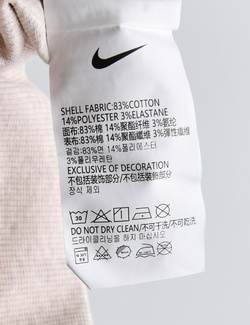 SHELL FABRIC:83%COTTON
14%POLYESTER 3%ELASTANE
面布:83%棉 14%聚酯纤维 3%氨纶
表布:83%棉 14%聚酯纖維 3%彈性纖維
겉감:83%면 14%폴리에스터
3%폴리우레탄
EXCLUSIVE OF DECORATION
不包括装饰部分/不包括裝飾部分
장식 제외
30
DO NOT DRY CLEAN/不可干洗/不可乾洗
드라이클리닝을 하지 마십시오